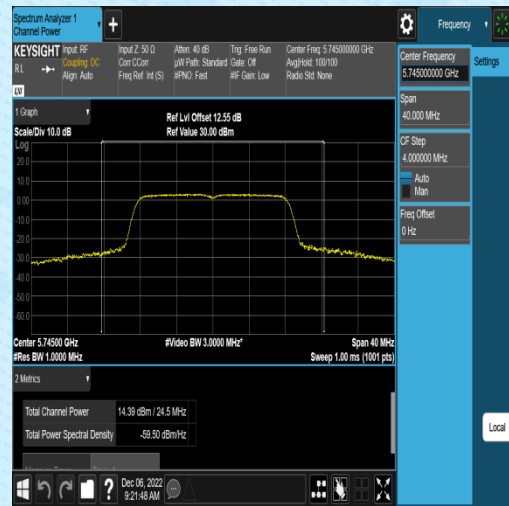 Spectrum Analyzer 1
Channel Power
Frequency
KEYSIGHT
RL
LXI
Input: RF
Coupling: DC
Align: Auto
Input Z: 50 Ω
Corr CCorr
Freq Ref: Int (S)
Atten: 40 dB
µW Path: Standard
#PNO: Fast
Trig: Free Run
Gate: Off
#IF Gain: Low
Center Freq: 5.745000000 GHz
Avg|Hold: 100/100
Radio Std: None
Center Frequency
5.745000000 GHz
Settings
Span
40.000 MHz
CF Step
4.000000 MHz
Auto
Man
Freq Offset
0 Hz
1 Graph
Scale/Div 10.0 dB
Ref Lvl Offset 12.55 dB
Ref Value 30.00 dBm
Log
20.0
10.0
0.00
-10.0
-20.0
-30.0
-40.0
-50.0
-60.0
Center 5.74500 GHz
#Res BW 1.0000 MHz
#Video BW 3.0000 MHz*
Span 40 MHz
Sweep 1.00 ms (1001 pts)
2 Metrics
Total Channel Power 14.39 dBm / 24.5 MHz
Total Power Spectral Density -59.50 dBm/Hz
Local
?
Dec 06, 2022
9:21:48 AM